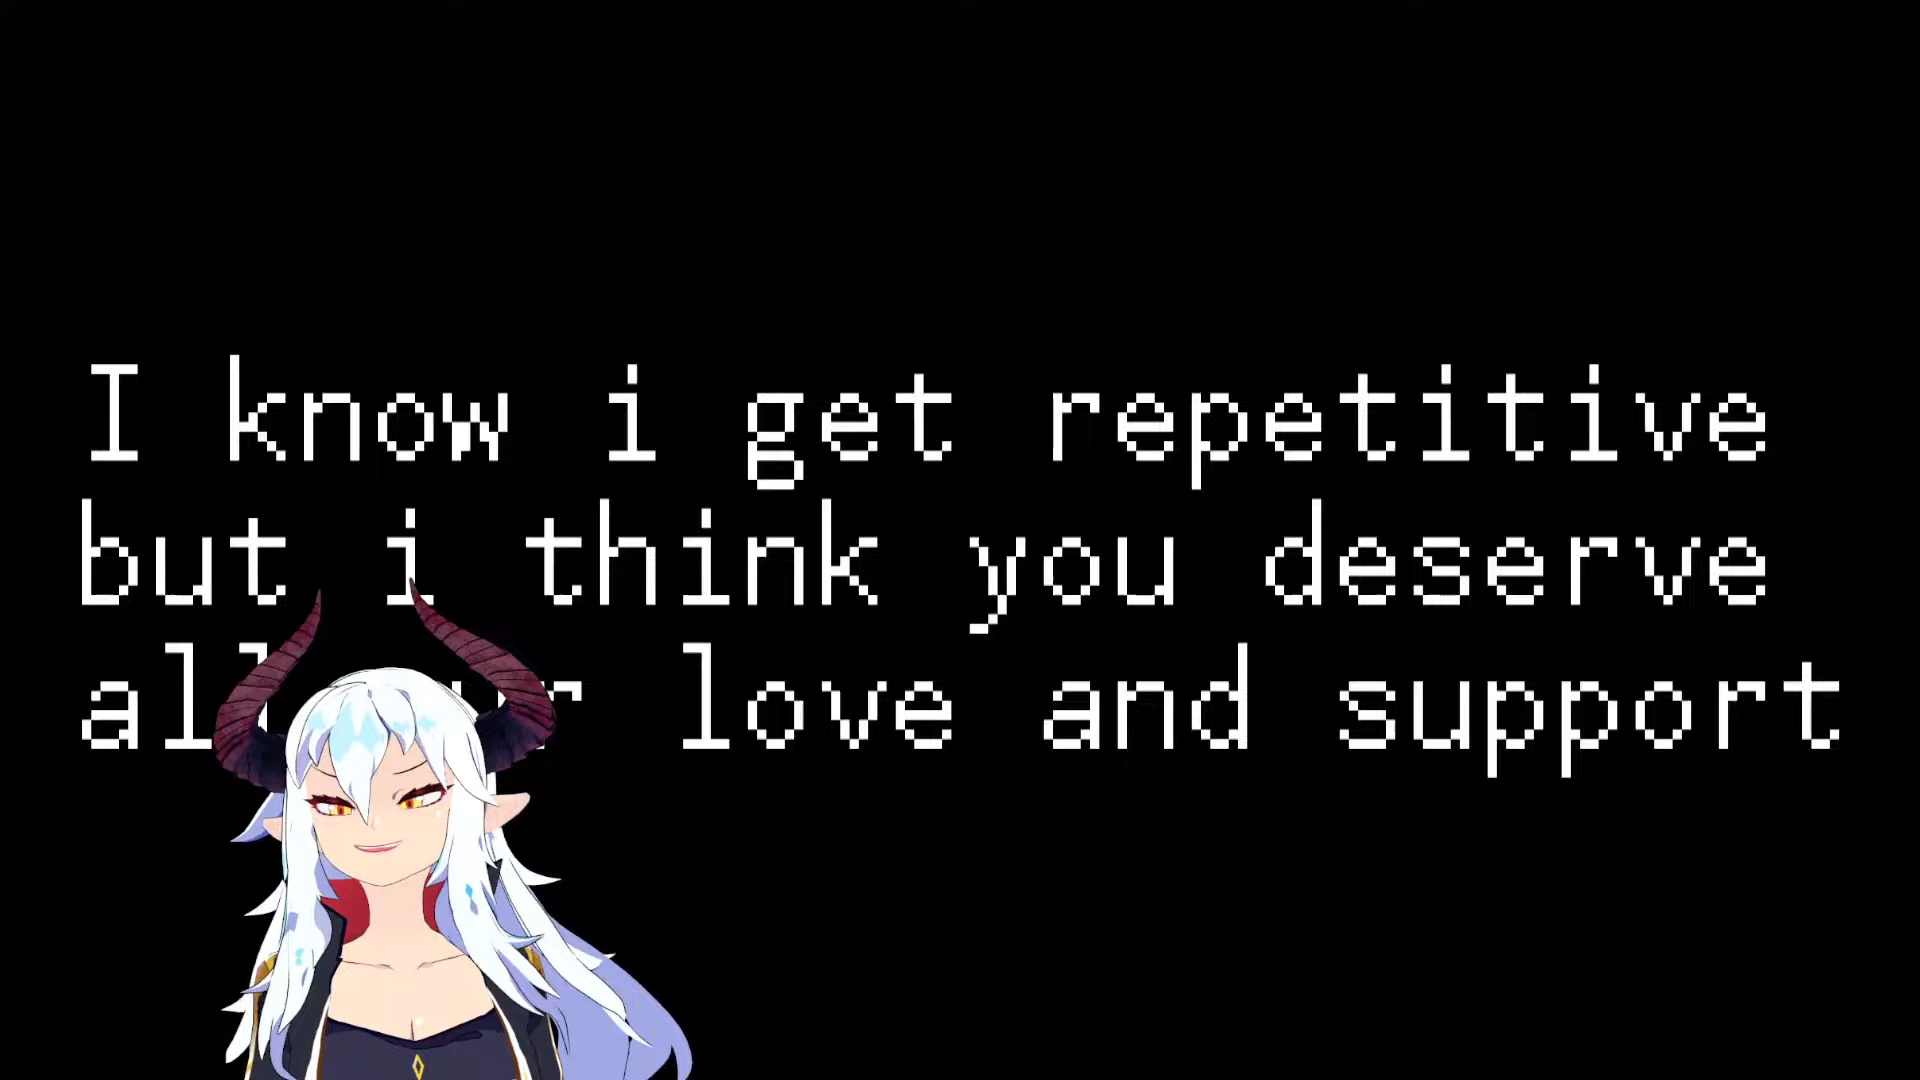 I know i get repetitive
but i think you deserve
all love and support